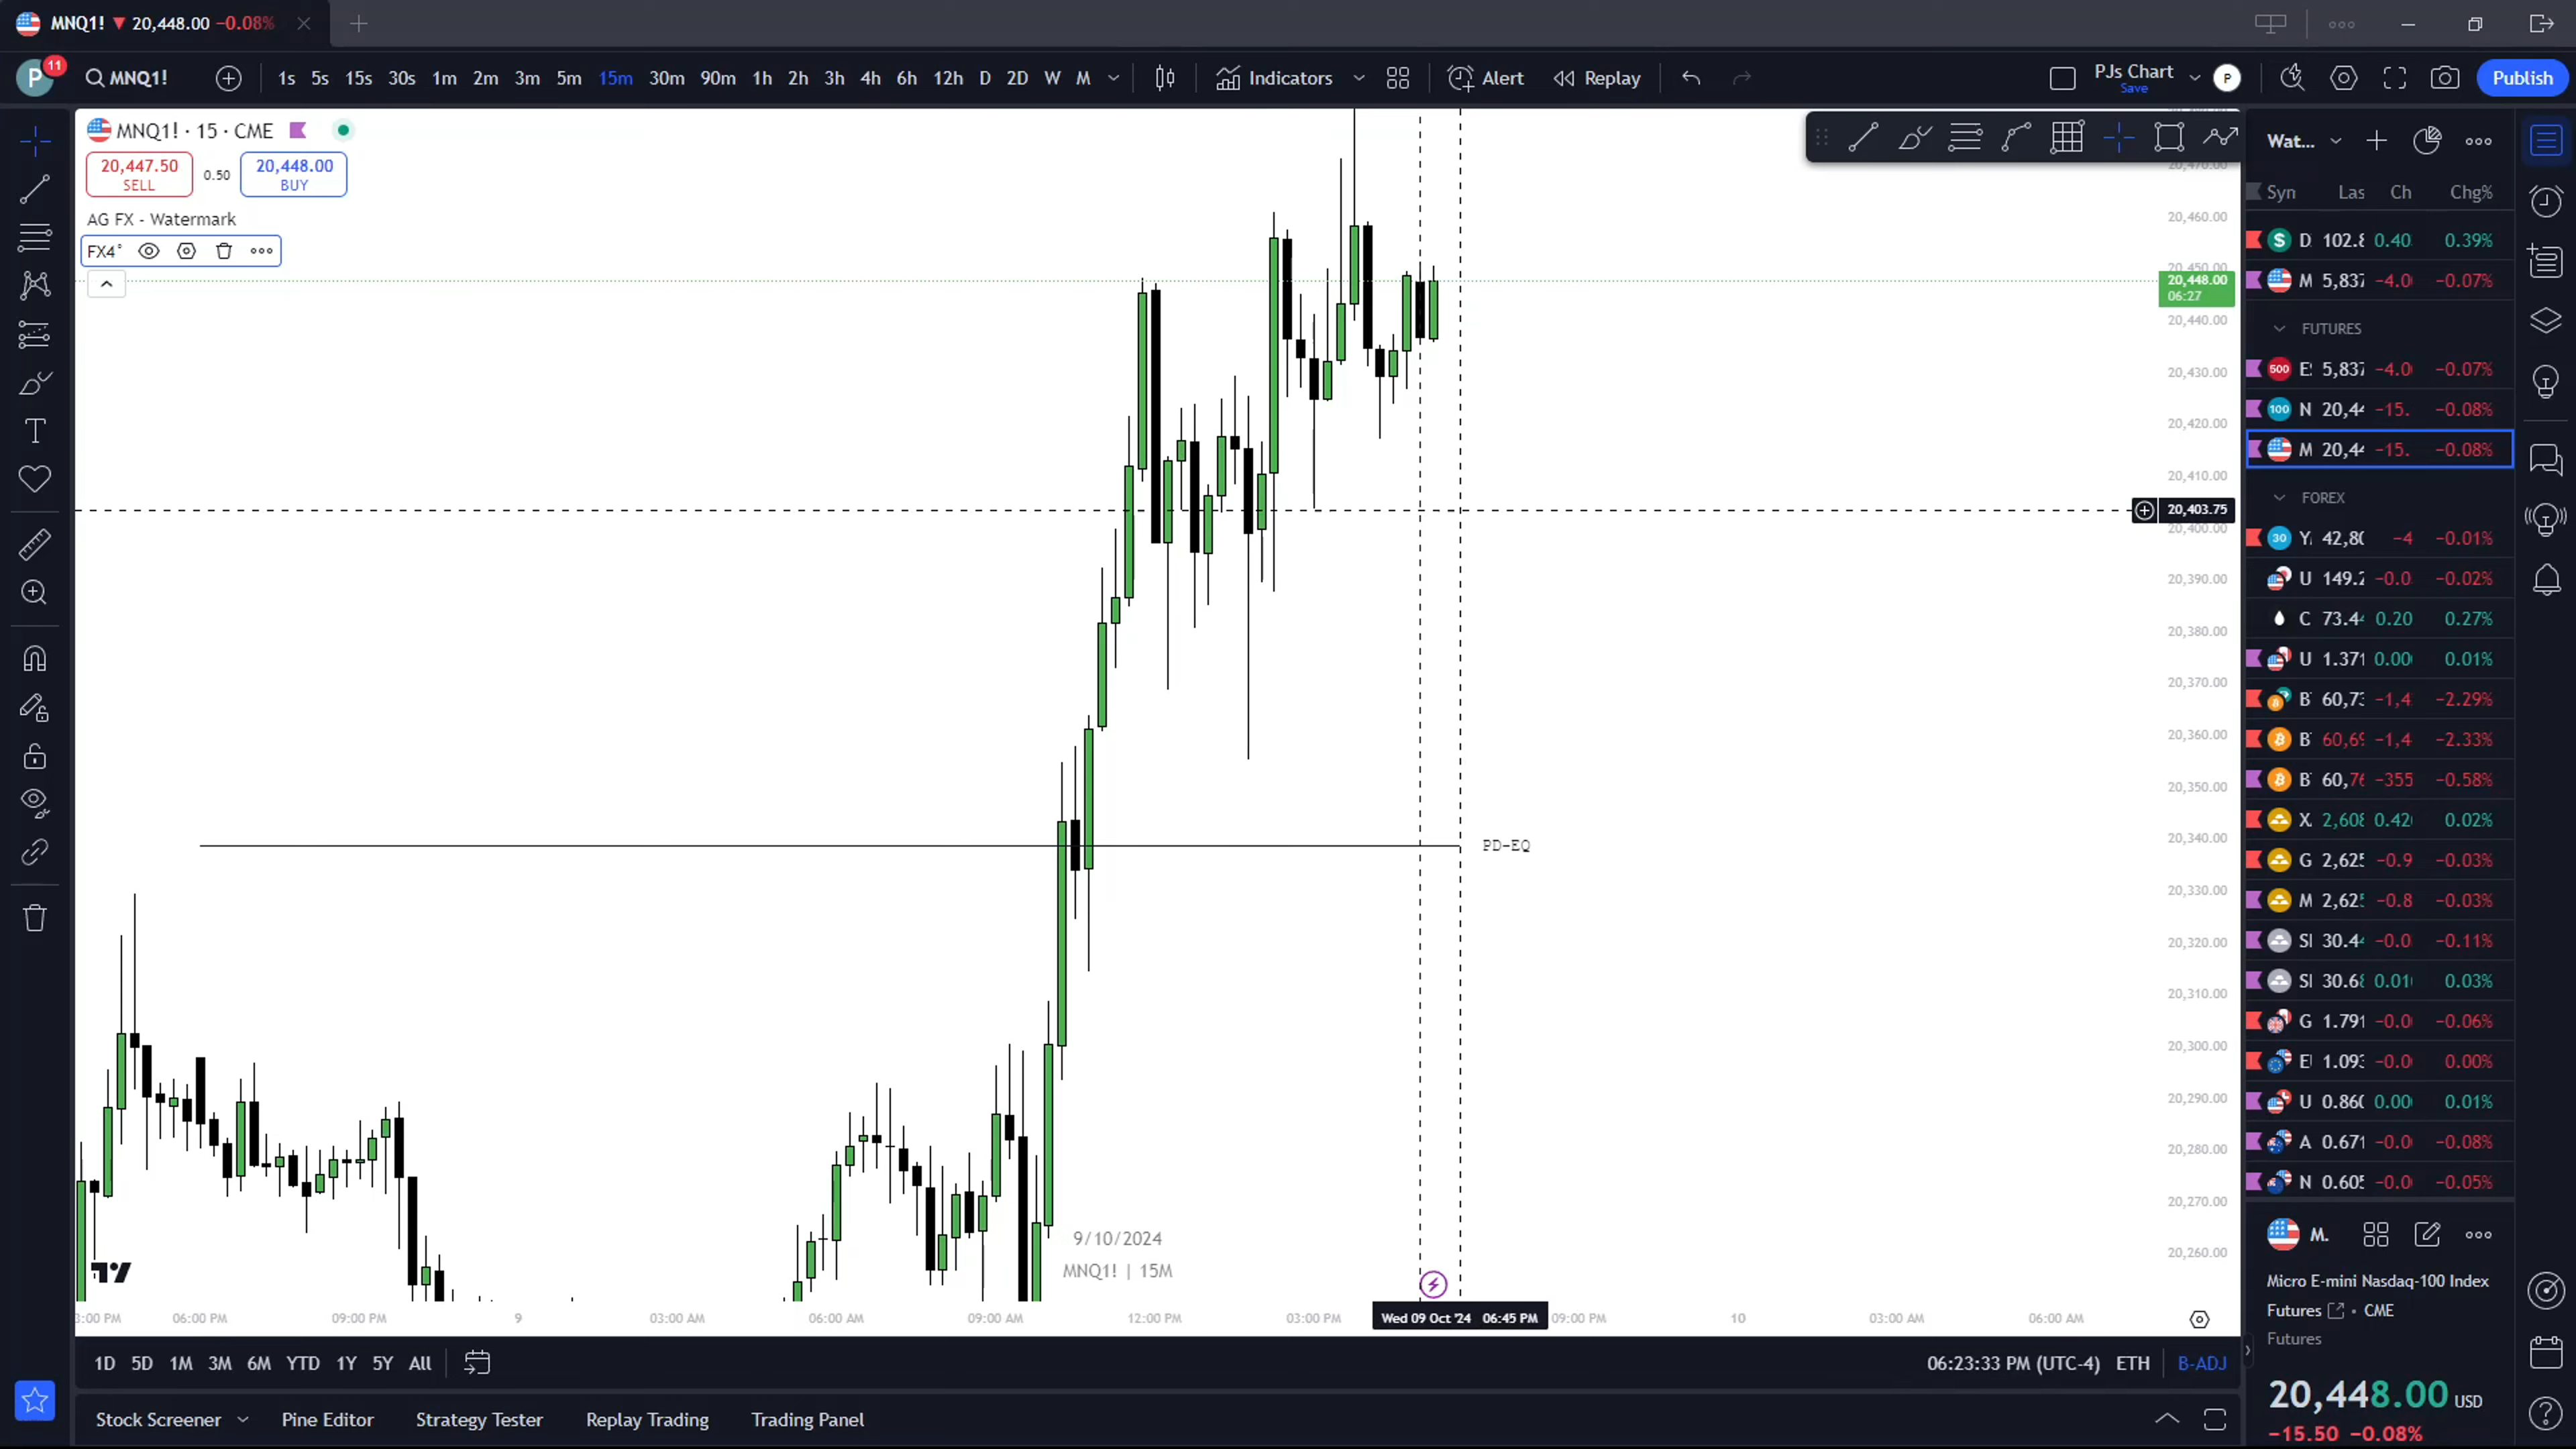 MNQ1! 20,448.00 −0.08%
P 11 MNQ1! 1s 5s 15s 30s 1m 2m 3m 5m 15m 30m 90m 1h 2h 3h 4h 6h 12h D 2D W M Indicators Alert Replay PJs Chart Save P Publish
MNQ1! · 15 · CME
20,447.50 SELL 0.50 20,448.00 BUY
AG FX - Watermark
FX4°
20,460.00
20,448.00
06:27
20,440.00
20,430.00
20,420.00
20,410.00
20,403.75
20,400.00
20,390.00
20,380.00
20,370.00
20,360.00
20,350.00
20,340.00
PD-EQ
20,330.00
20,320.00
20,310.00
20,300.00
20,290.00
20,280.00
20,270.00
20,260.00
9/10/2024
MNQ1! | 15M
3:00 PM 06:00 PM 09:00 PM 9 03:00 AM 06:00 AM 09:00 AM 12:00 PM 03:00 PM Wed 09 Oct '24 06:45 PM 09:00 PM 10 03:00 AM 06:00 AM
1D 5D 1M 3M 6M YTD 1Y 5Y All 06:23:33 PM (UTC-4) ETH B-ADJ
Stock Screener Pine Editor Strategy Tester Replay Trading Trading Panel
Wat...
Syn Las Ch Chg%
D 102.8 0.40 0.39%
M 5,837 −4.0 −0.07%
FUTURES
500 E 5,837 −4.0 −0.07%
100 N 20,44 −15. −0.08%
M 20,44 −15. −0.08%
FOREX
30 Y 42,80 −4 −0.01%
U 149.2 −0.0 −0.02%
C 73.44 0.20 0.27%
U 1.371 0.00 0.01%
B 60,73 −1,4 −2.29%
B 60,69 −1,4 −2.33%
B 60,76 −355 −0.58%
X 2,608 0.42 0.02%
G 2,625 −0.9 −0.03%
M 2,625 −0.8 −0.03%
SI 30.44 −0.0 −0.11%
SI 30.68 0.01 0.03%
G 1.791 −0.0 −0.06%
E 1.093 −0.0 0.00%
U 0.860 0.00 0.01%
A 0.671 −0.0 −0.08%
N 0.605 −0.0 −0.05%
M.
Micro E-mini Nasdaq-100 Index
Futures · CME
Futures
20,448.00 USD
−15.50 −0.08%